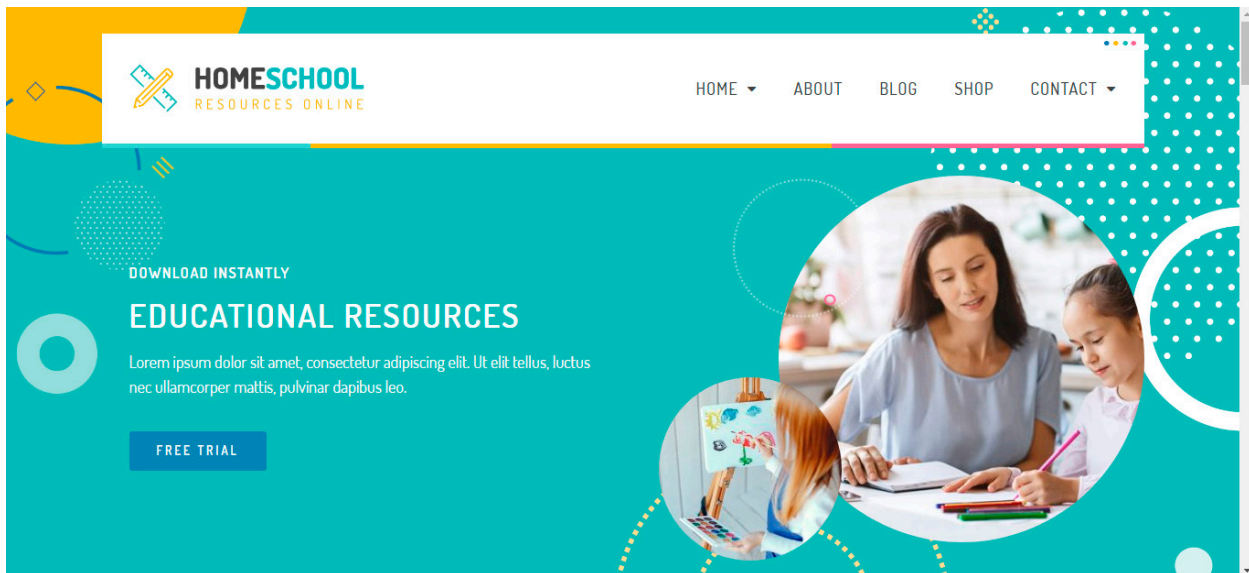 HOMESCHOOL
RESOURCES ONLINE
HOME ABOUT BLOG SHOP CONTACT
DOWNLOAD INSTANTLY
EDUCATIONAL RESOURCES
Lorem ipsum dolor sit amet, consectetur adipiscing elit. Ut elit tellus, luctus
nec ullamcorper mattis, pulvinar dapibus leo.
FREE TRIAL